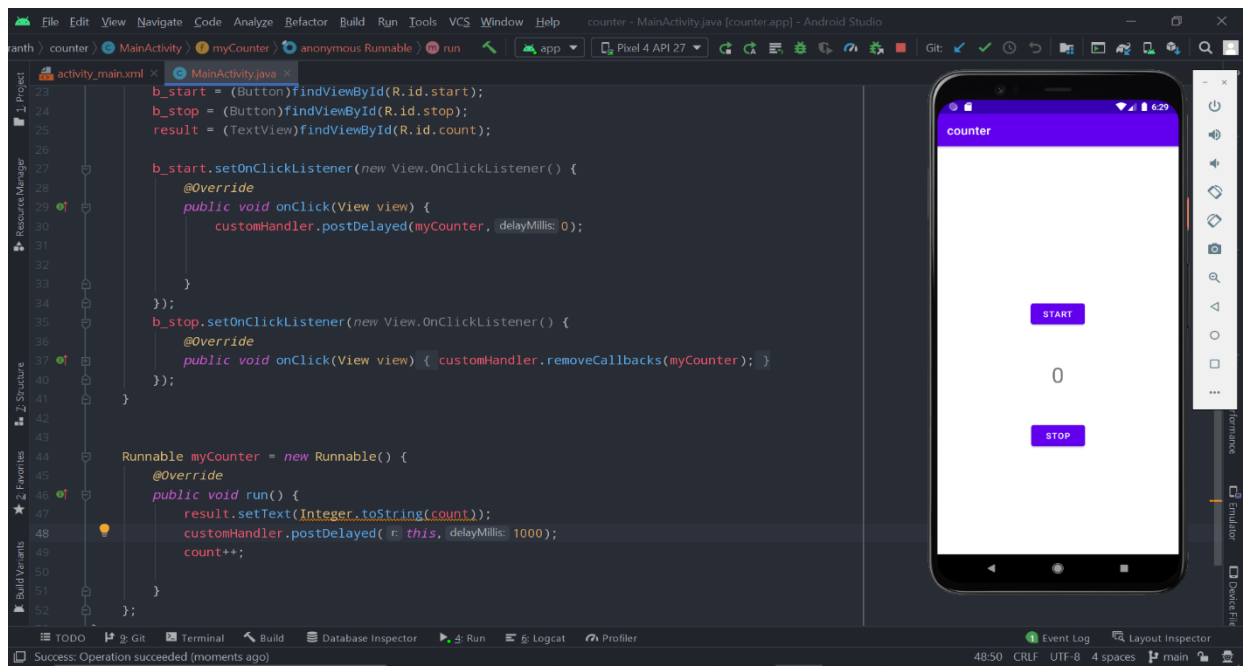 File Edit View Navigate Code Analyze Refactor Build Run Tools VCS Window Help counter - MainActivity.java [counter.app] - Android Studio
ranth counter MainActivity myCounter anonymous Runnable run app Pixel 4 API 27 Git:
activity_main.xml MainActivity.java
1: Project
Resource Manager
Z: Structure
2: Favorites
Build Variants
23 b_start = (Button)findViewById(R.id.start);
24 b_stop = (Button)findViewById(R.id.stop);
25 result = (TextView)findViewById(R.id.count);
26
27 b_start.setOnClickListener(new View.OnClickListener() {
28 @Override
29 public void onClick(View view) {
30 customHandler.postDelayed(myCounter, delayMillis: 0);
31
32
33 }
34 });
35 b_stop.setOnClickListener(new View.OnClickListener() {
36 @Override
37 public void onClick(View view) { customHandler.removeCallbacks(myCounter); }
40 });
41 }
42
43
44 Runnable myCounter = new Runnable() {
45 @Override
46 public void run() {
47 result.setText(Integer.toString(count));
48 customHandler.postDelayed( r: this, delayMillis: 1000);
49 count++;
50
51 }
52 };
6:29
counter
START
0
STOP
Emulator
TODO 9: Git Terminal Build Database Inspector 4: Run 6: Logcat Profiler 1 Event Log Layout Inspector
Success: Operation succeeded (moments ago) 48:50 CRLF UTF-8 4 spaces main